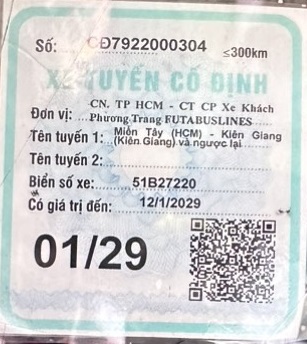 Số: CĐ7922000304 ≤300km
XE TUYẾN CỐ ĐỊNH
CN. TP HCM - CT CP Xe Khách
Đơn vị: Phương Trang FUTABUSLINES
Tên tuyến 1: Miền Tây (HCM) - Kiên Giang
(Kiên Giang) và ngược lại
Tên tuyến 2:
Biển số xe: 51B27220
Có giá trị đến: 12/1/2029
01/29